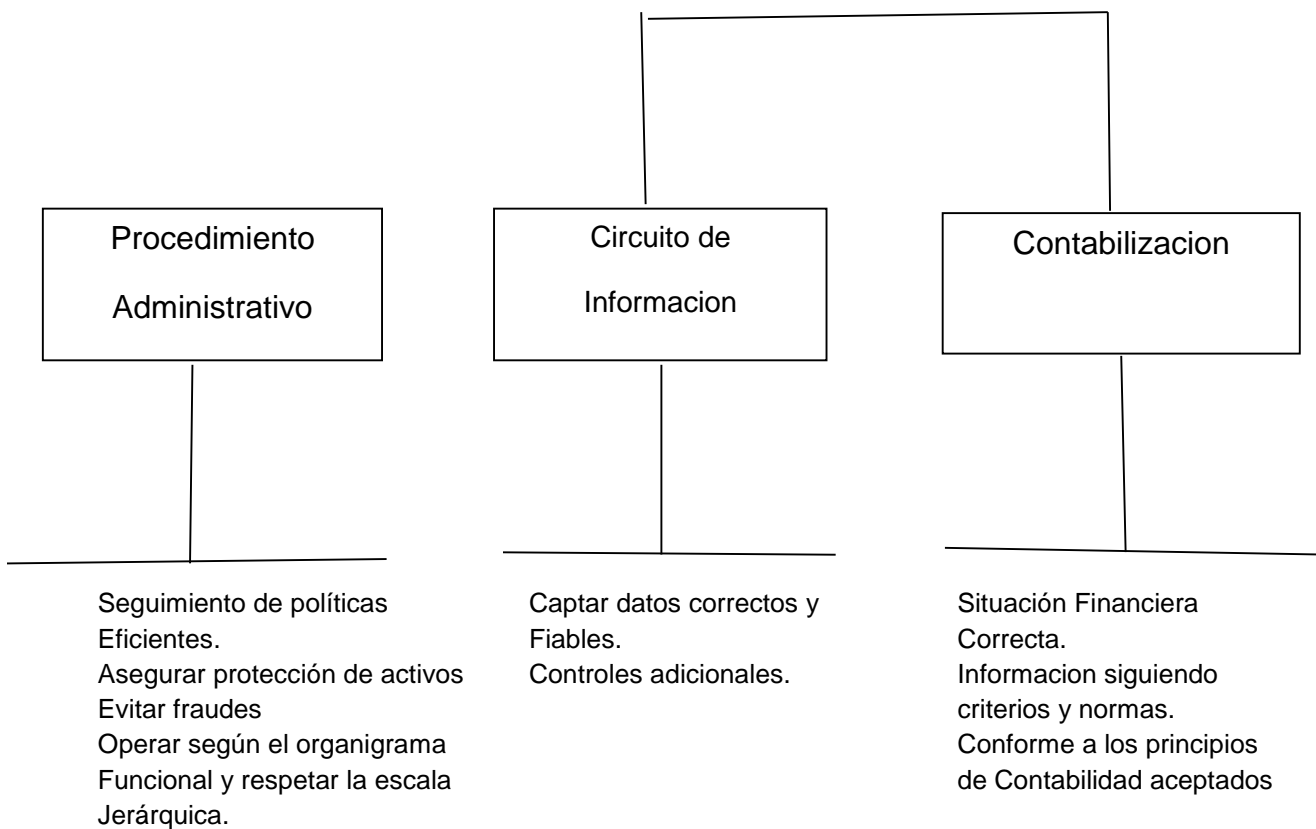 Procedimiento
Administrativo
Circuito de
Informacion
Contabilizacion
Seguimiento de políticas
Eficientes.
Asegurar protección de activos
Evitar fraudes
Operar según el organigrama
Funcional y respetar la escala
Jerárquica.
Captar datos correctos y
Fiables.
Controles adicionales.
Situación Financiera
Correcta.
Informacion siguiendo
criterios y normas.
Conforme a los principios
de Contabilidad aceptados